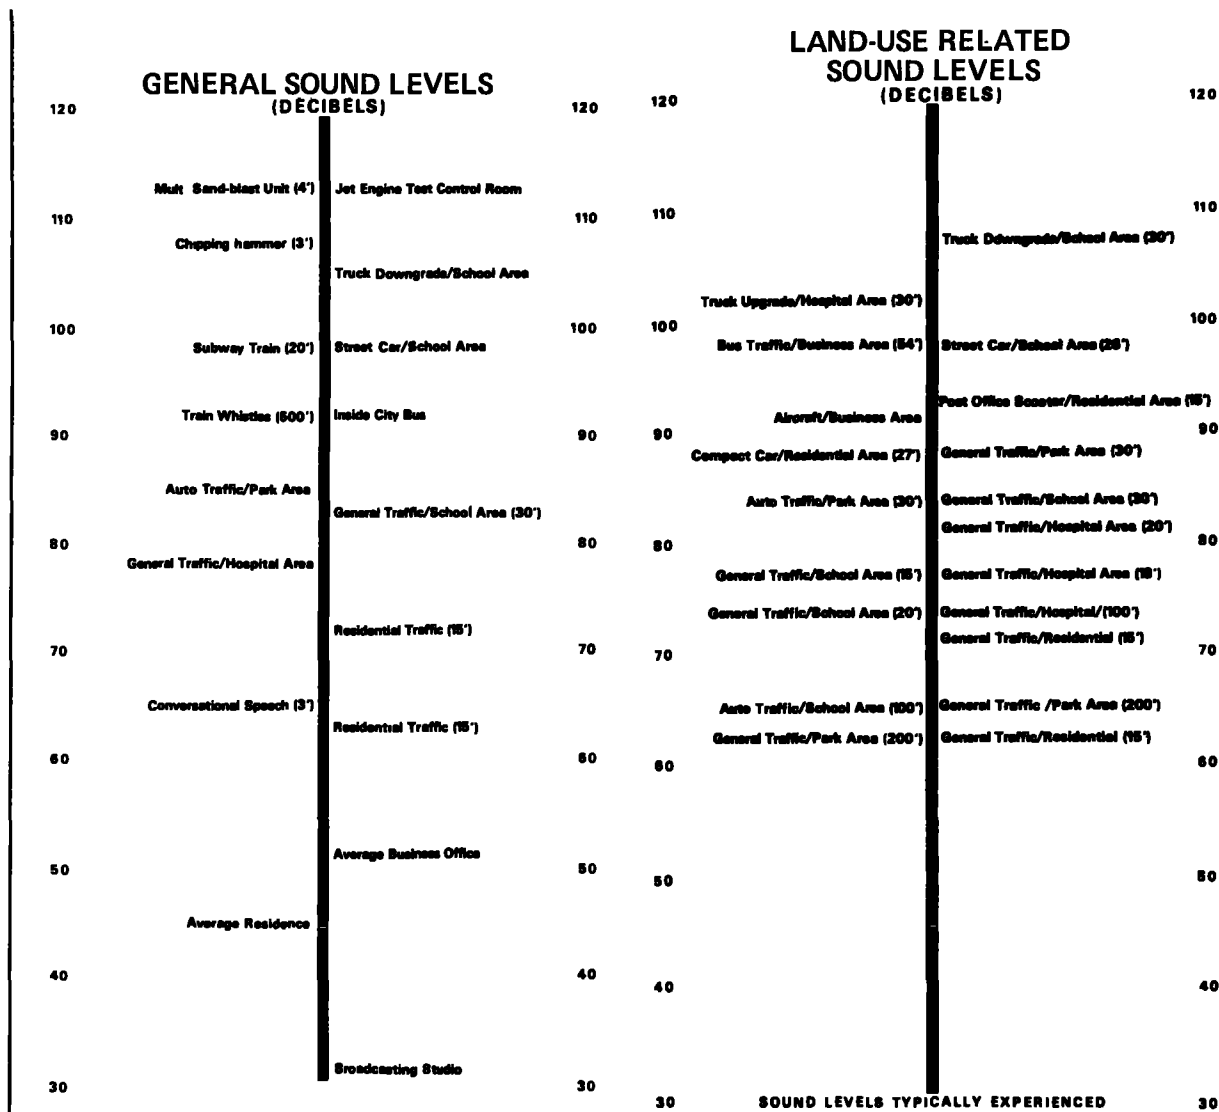 GENERAL SOUND LEVELS
(DECIBELS)
120 120
Mult Sand-blast Unit (4') Jet Engine Test Control Room
110 110
Chipping hammer (3')
Truck Downgrade/School Area
100 100
Subway Train (20') Street Car/School Area
Train Whistles (500') Inside City Bus
90 90
Auto Traffic/Park Area
General Traffic/School Area (30')
80 80
General Traffic/Hospital Area
Residential Traffic (15')
70 70
Conversational Speech (3')
Residential Traffic (15')
60 60
Average Business Office
50 50
Average Residence
40 40
Broadcasting Studio
30 30
LAND-USE RELATED
SOUND LEVELS
(DECIBELS)
120 120
110 110
Truck Downgrade/School Area (30')
Truck Upgrade/Hospital Area (30')
100 100
Bus Traffic/Business Area (54') Street Car/School Area
Post Office Scooter/Residential Area (15')
Aircraft/Business Area
90 90
Compact Car/Residential Area (27') General Traffic/Park Area (30')
Auto Traffic/Park Area (30') General Traffic/School Area (30')
General Traffic/Hospital Area (20')
80 80
General Traffic/School Area (15') General Traffic/Hospital Area
General Traffic/School Area (20') General Traffic/Hospital/(100')
General Traffic/Residential (15')
70 70
Auto Traffic/School Area (100') General Traffic /Park Area (200')
General Traffic/Park Area (200') General Traffic/Residential (15')
60 60
50 50
40 40
30 SOUND LEVELS TYPICALLY EXPERIENCED 30